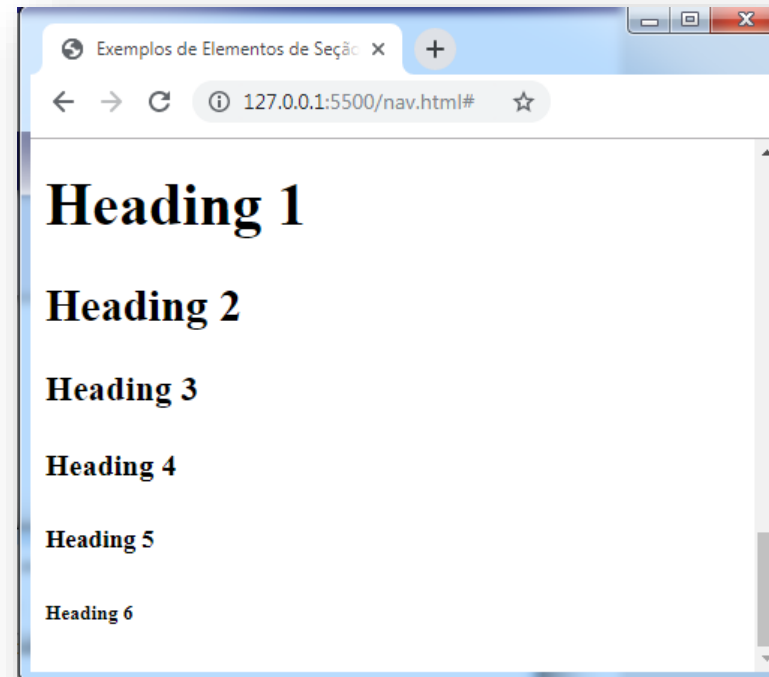 Exemplos de Elementos de Seçã
127.0.0.1:5500/nav.html#
Heading 1
Heading 2
Heading 3
Heading 4
Heading 5
Heading 6